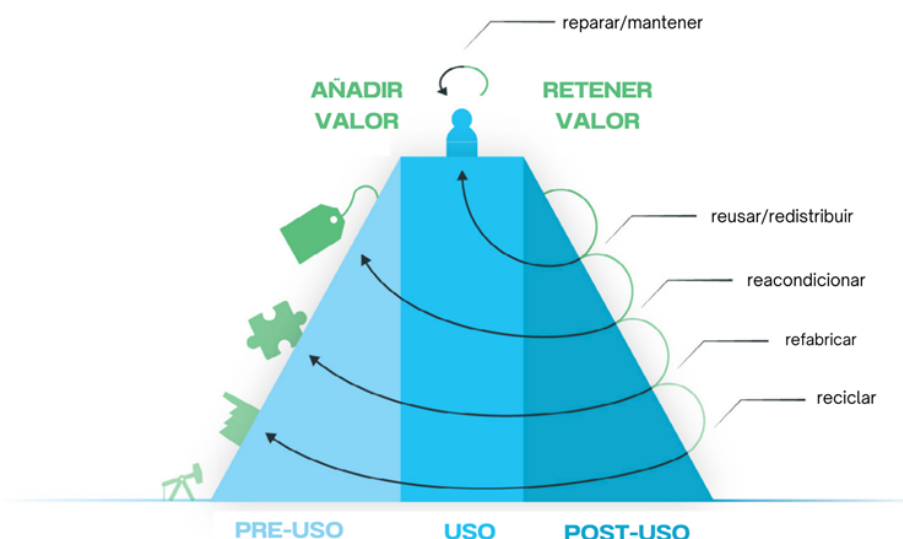 reparar/mantener
AÑADIR
VALOR
RETENER
VALOR
reusar/redistribuir
reacondicionar
refabricar
reciclar
PRE-USO
USO
POST-USO